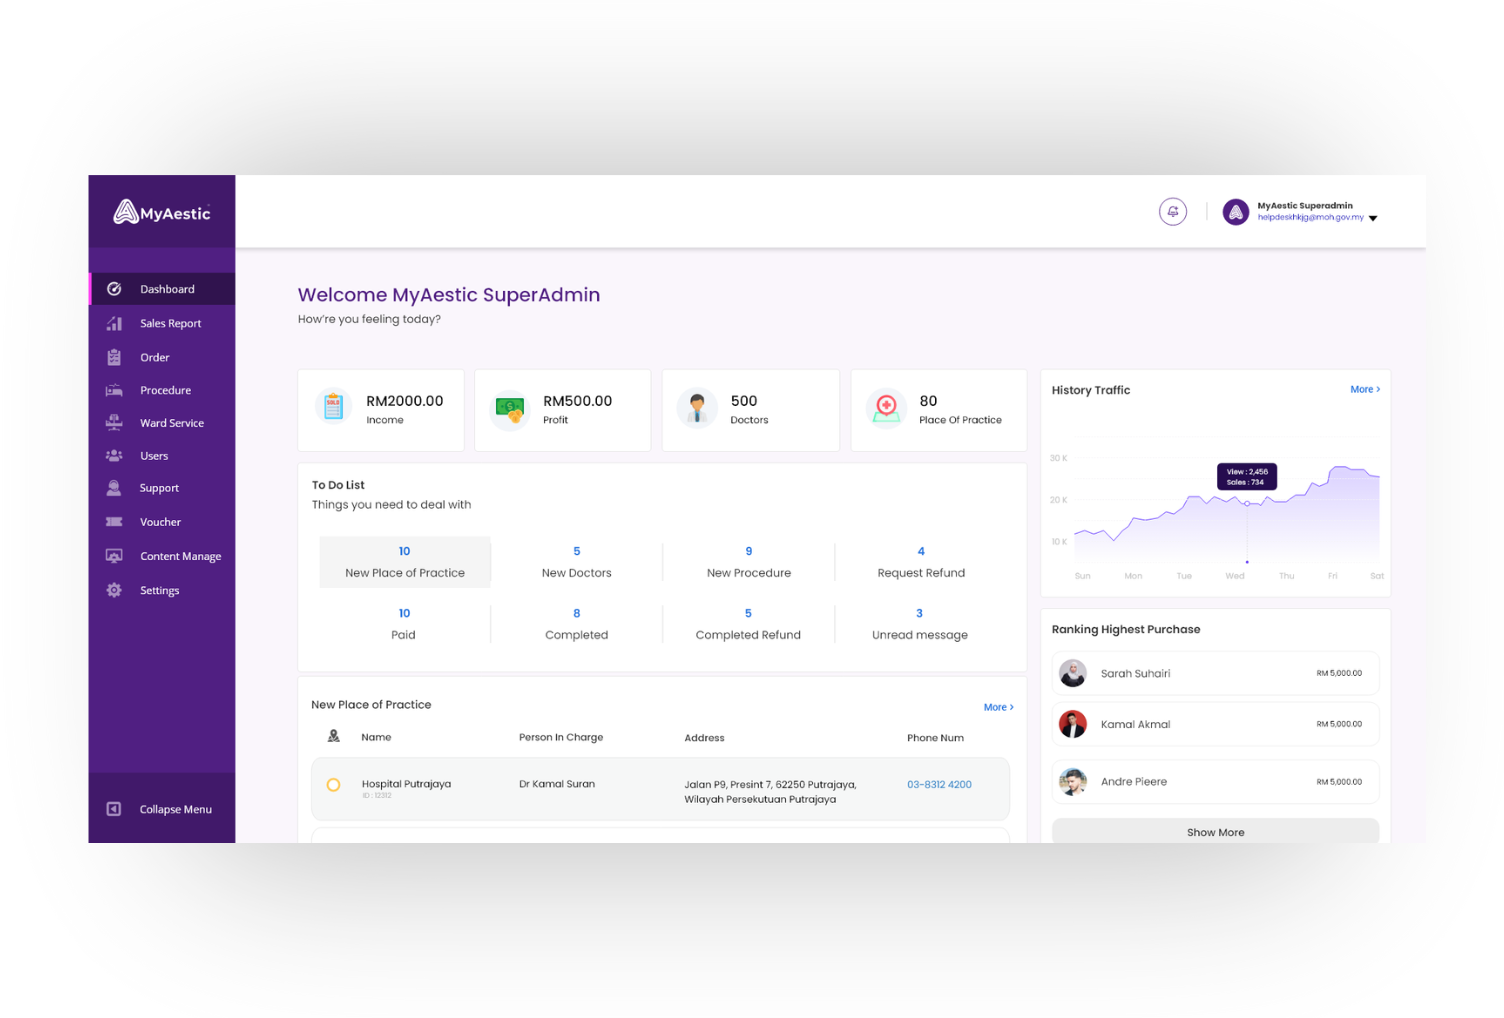 MyAestic
MyAestic Superadmin
helpdeskhkjg@moh.gov.my
Dashboard
Sales Report
Order
Procedure
Ward Service
Users
Support
Voucher
Content Manage
Settings
Collapse Menu
Welcome MyAestic SuperAdmin
How're you feeling today?
SOLD
RM2000.00
Income
RM500.00
Profit
500
Doctors
80
Place Of Practice
To Do List
Things you need to deal with
10
New Place of Practice
5
New Doctors
9
New Procedure
4
Request Refund
10
Paid
8
Completed
5
Completed Refund
3
Unread message
New Place of Practice
More >
Name Person In Charge Address Phone Num
Hospital Putrajaya
ID : 12312
Dr Kamal Suran
Jalan P9, Presint 7, 62250 Putrajaya,
Wilayah Persekutuan Putrajaya
03-8312 4200
History Traffic
More >
30 K
20 K
10 K
View : 2,456
Sales : 734
Sun Mon Tue Wed Thu Fri Sat
Ranking Highest Purchase
Sarah Suhairi RM 5,000.00
Kamal Akmal RM 5,000.00
Andre Pieere RM 5,000.00
Show More